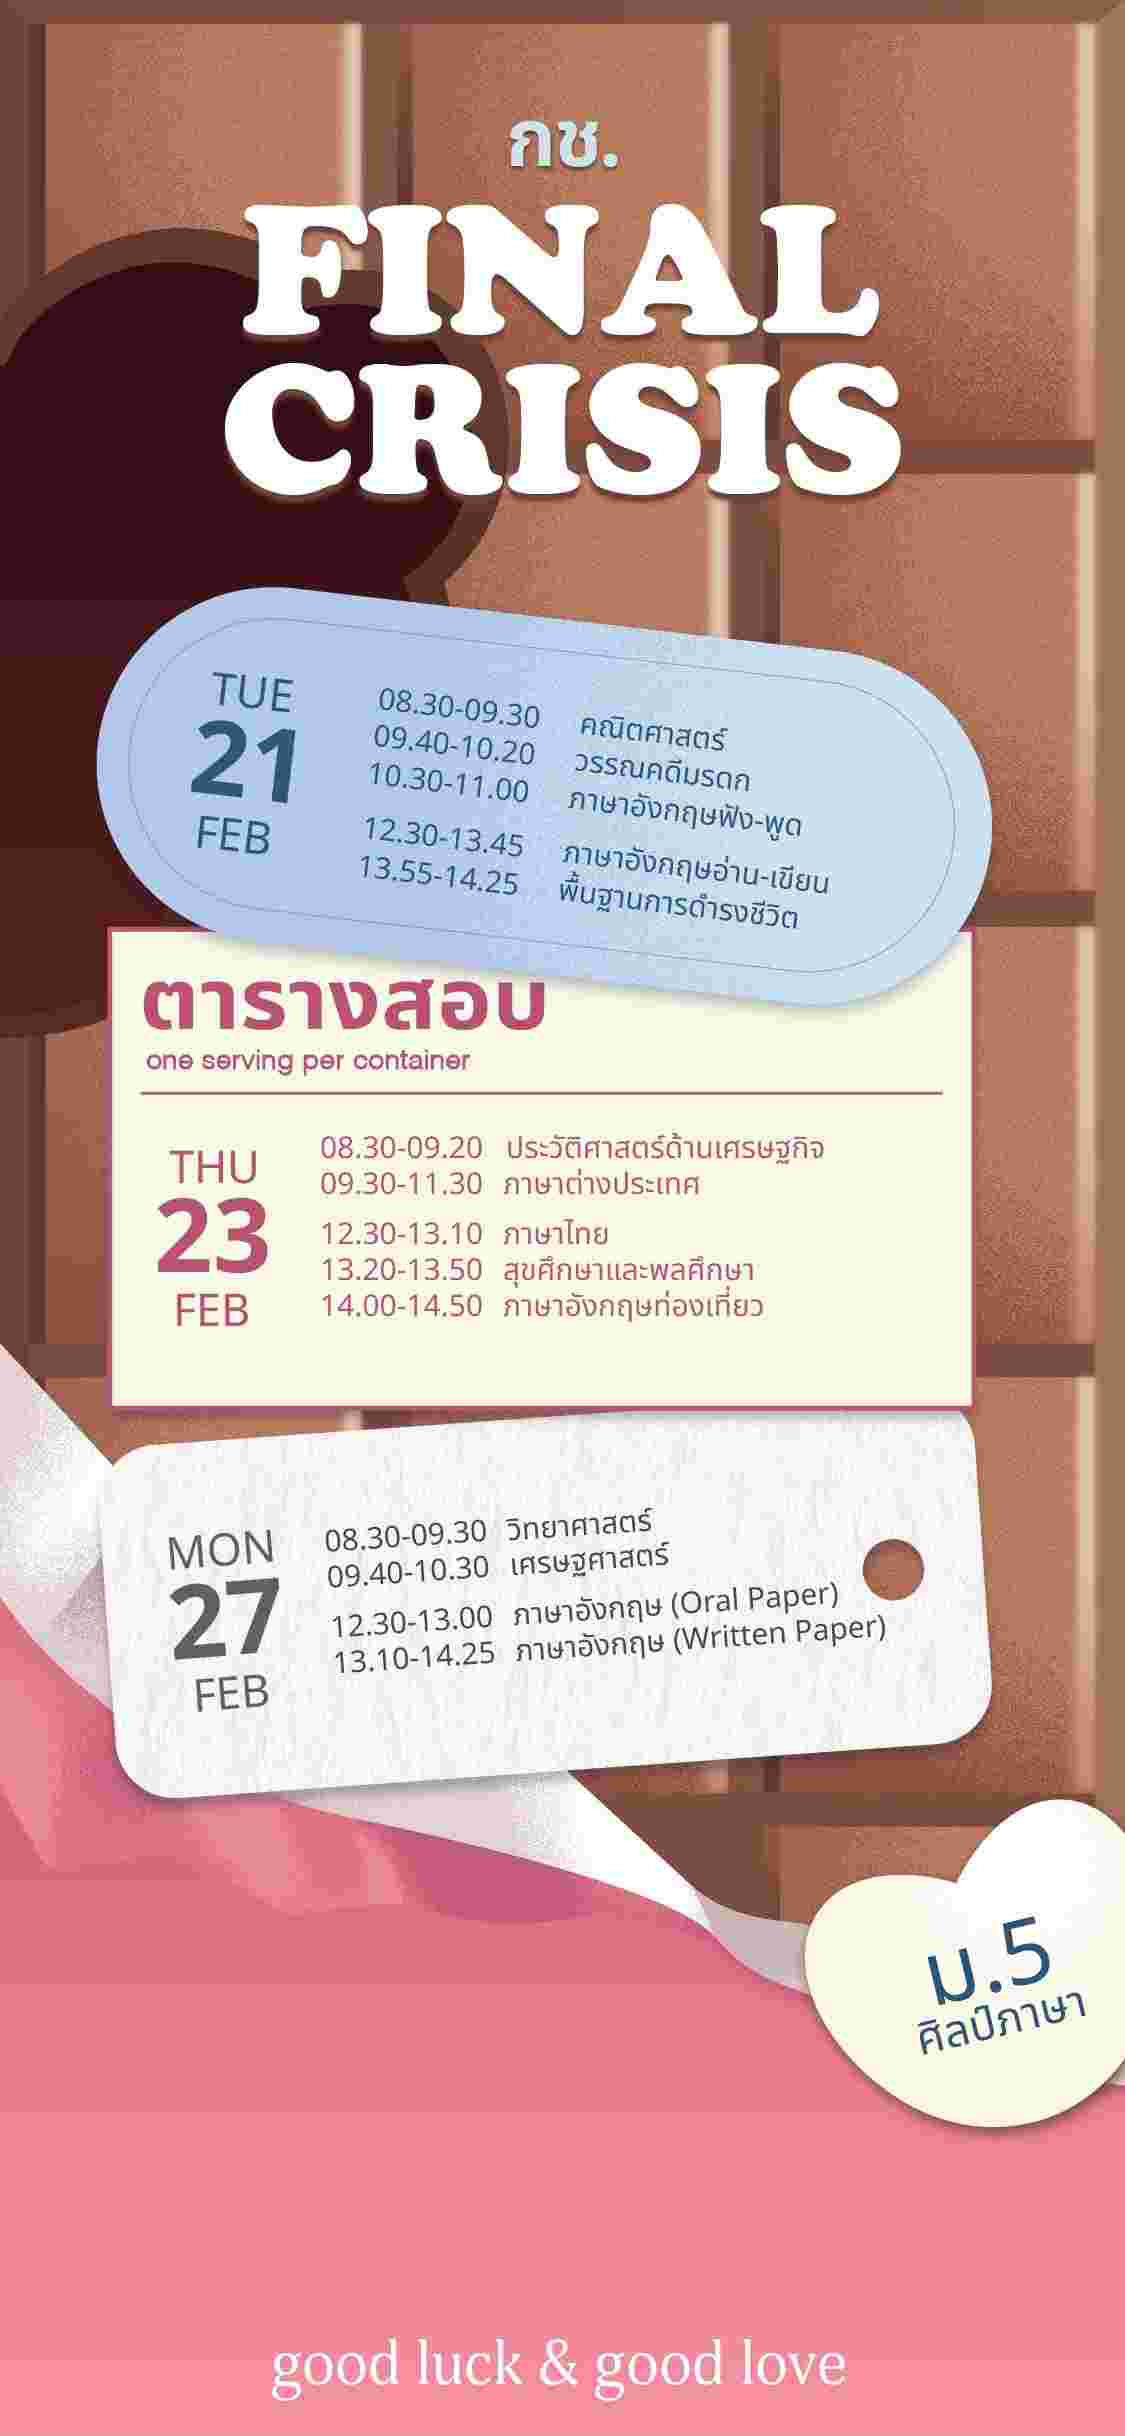 กช.
FINAL
CRISIS
TUE
21
FEB
08.30-09.30 คณิตศาสตร์
09.40-10.20 วรรณคดีมรดก
10.30-11.00 ภาษาอังกฤษฟัง-พูด
12.30-13.45 ภาษาอังกฤษอ่าน-เขียน
13.55-14.25 พื้นฐานการดำรงชีวิต
ตารางสอบ
one serving per container
THU
23
FEB
08.30-09.20 ประวัติศาสตร์ด้านเศรษฐกิจ
09.30-11.30 ภาษาต่างประเทศ
12.30-13.10 ภาษาไทย
13.20-13.50 สุขศึกษาและพลศึกษา
14.00-14.50 ภาษาอังกฤษท่องเที่ยว
MON
27
FEB
08.30-09.30 วิทยาศาสตร์
09.40-10.30 เศรษฐศาสตร์
12.30-13.00 ภาษาอังกฤษ (Oral Paper)
13.10-14.25 ภาษาอังกฤษ (Written Paper)
ม.5
ศิลป์ภาษา
good luck & good love